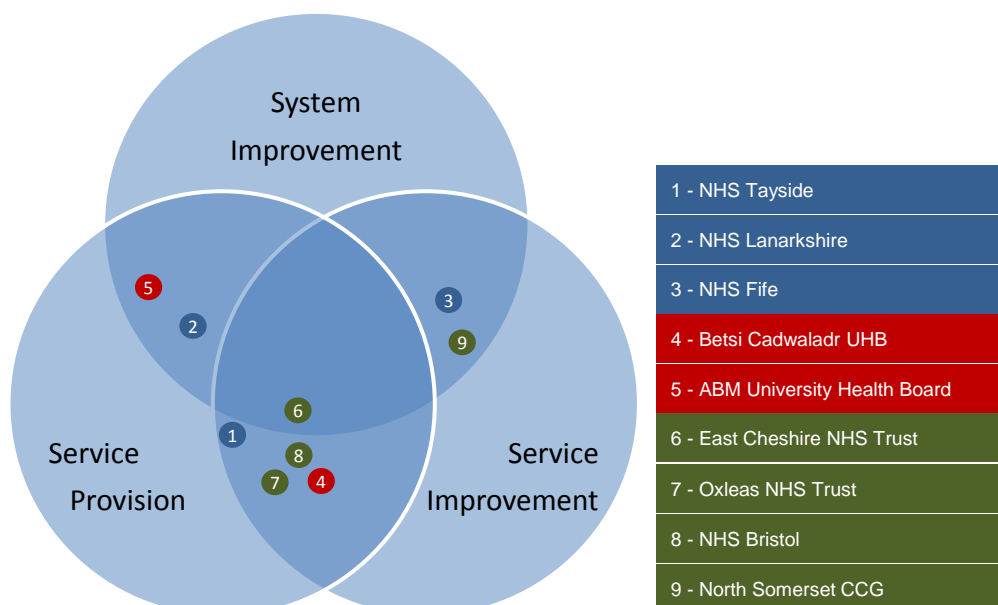 System
Improvement
5
2
3
9
6
1
8
7
4
Service
Provision
Service
Improvement
1 - NHS Tayside
2 - NHS Lanarkshire
3 - NHS Fife
4 - Betsi Cadwaladr UHB
5 - ABM University Health Board
6 - East Cheshire NHS Trust
7 - Oxleas NHS Trust
8 - NHS Bristol
9 - North Somerset CCG